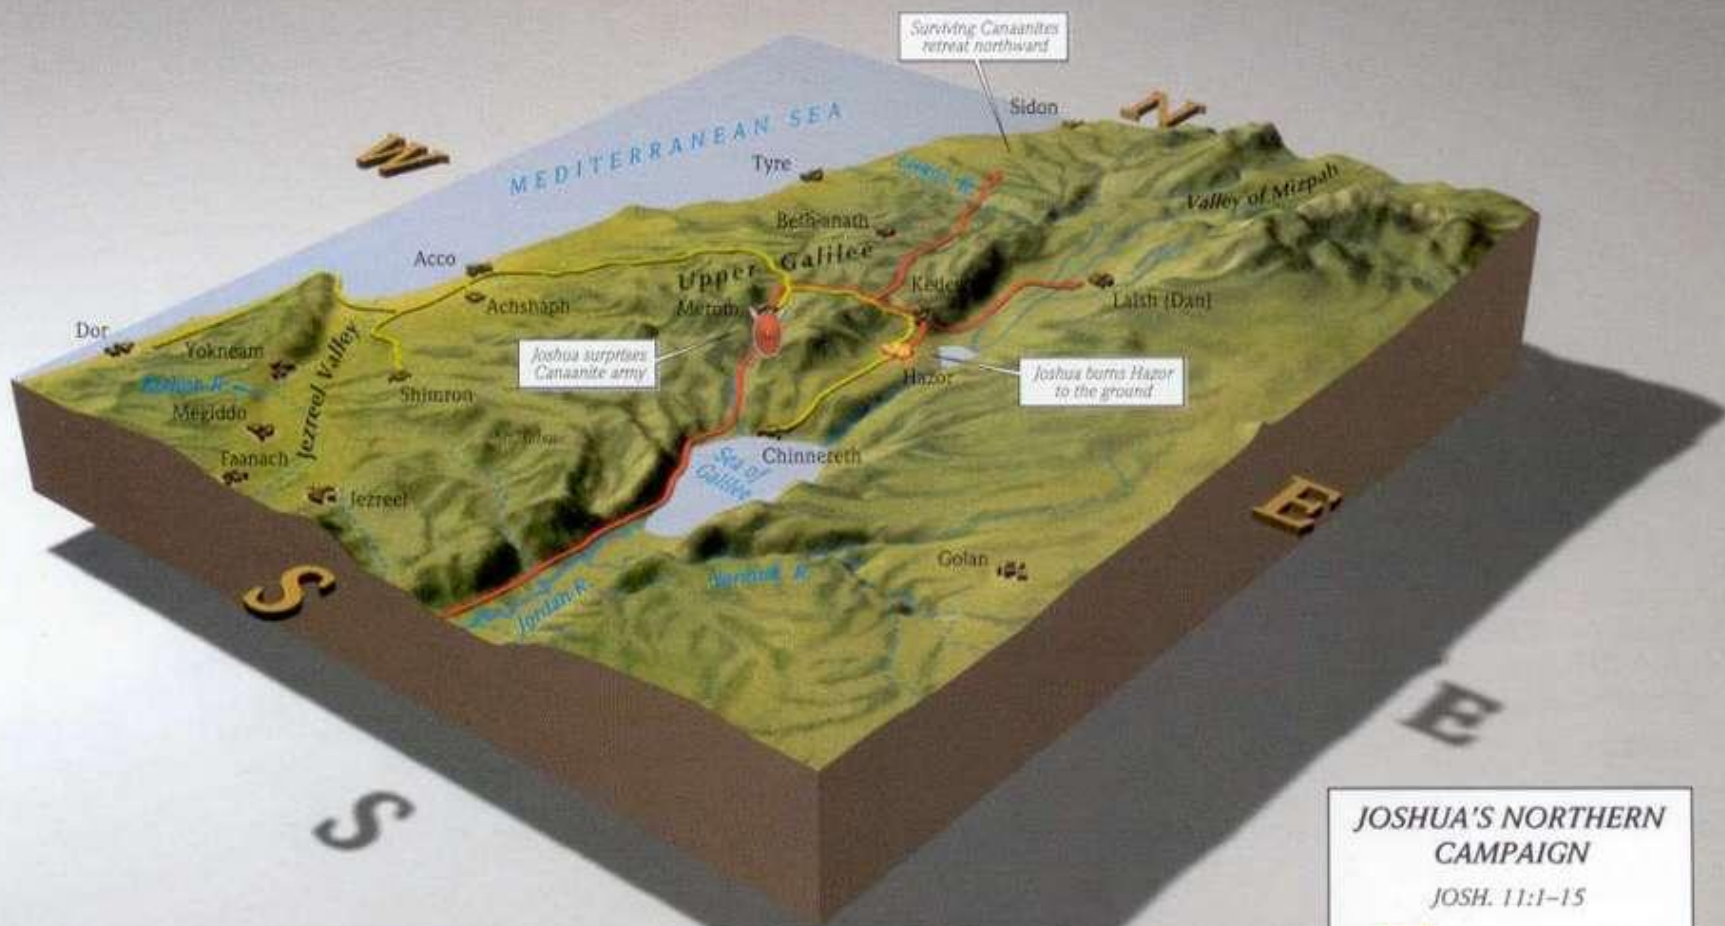 Surviving Canaanites
retreat northward
Sidon
N
W
MEDITERRANEAN SEA
Tyre
Valley of Mizpah
Beth-anath
Acco
Upper Galilee
Achshaph
Merom
Kedesh
Laish (Dan)
Dor
Yokneam
Joshua surprises
Canaanite army
Hazor
Joshua burns Hazor
to the ground
Kishon R.
Shimron
Megiddo
Jezreel Valley
Taanach
Chinnereth
Sea of
Galilee
Jezreel
E
S
Golan
Yarmuk R.
Jordan R.
E
S
JOSHUA'S NORTHERN
CAMPAIGN
JOSH. 11:1–15